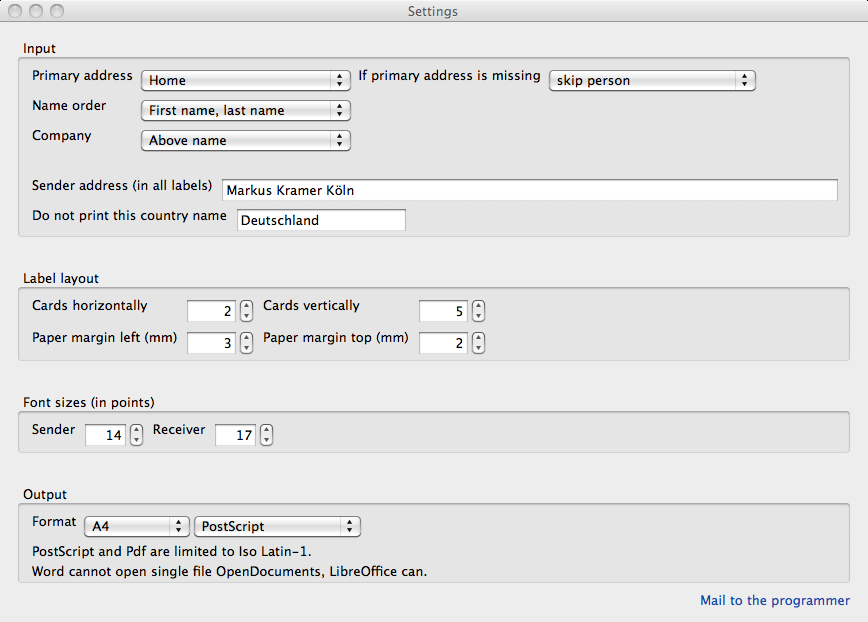 Settings
Input
Primary address Home If primary address is missing skip person
Name order First name, last name
Company Above name
Sender address (in all labels) Markus Kramer Köln
Do not print this country name Deutschland
Label layout
Cards horizontally 2 Cards vertically 5
Paper margin left (mm) 3 Paper margin top (mm) 2
Font sizes (in points)
Sender 14 Receiver 17
Output
Format A4 PostScript
PostScript and Pdf are limited to Iso Latin-1.
Word cannot open single file OpenDocuments, LibreOffice can.
Mail to the programmer